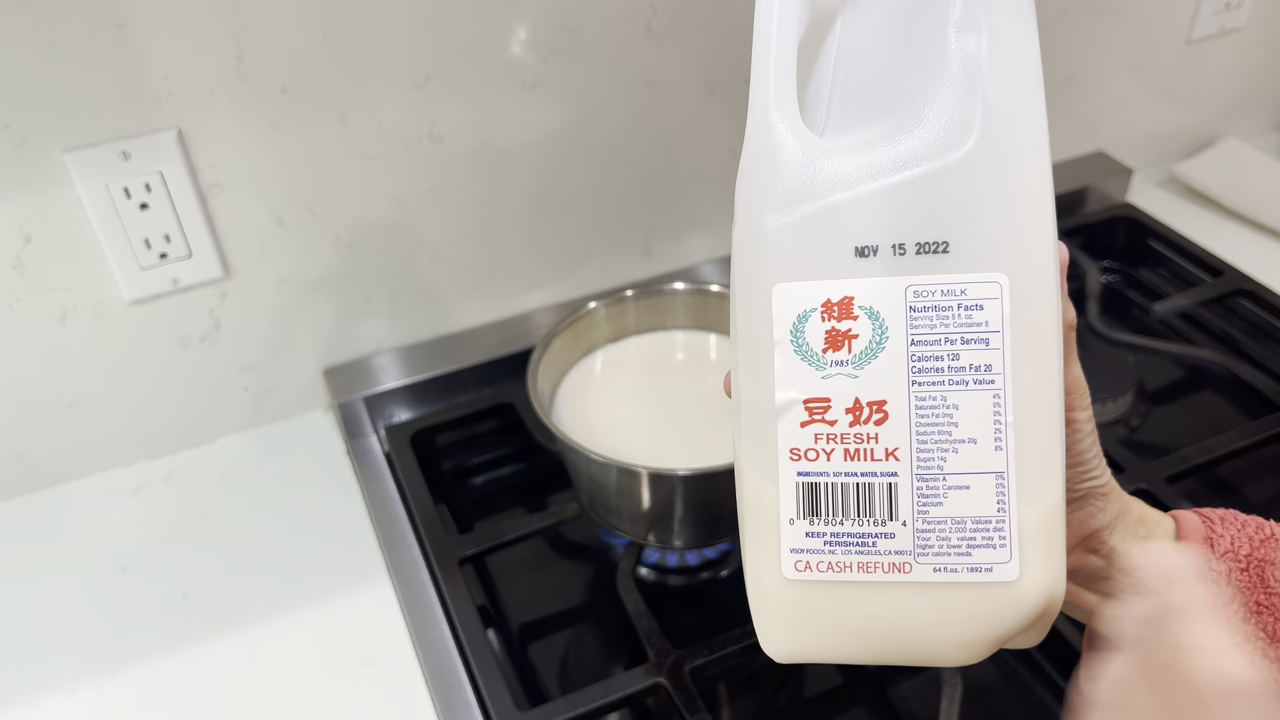 NOV 15 2022
維
新
1985
豆奶
FRESH
SOY MILK
INGREDIENTS: SOY BEAN, WATER, SUGAR.
0 87904 70168 4
KEEP REFRIGERATED
PERISHABLE
VISOY FOODS, INC. LOS ANGELES, CA 90012
CA CASH REFUND
SOY MILK
Nutrition Facts
Serving Size 8 fl. oz.
Servings Per Container 8
Amount Per Serving
Calories 120
Calories from Fat 20
Percent Daily Value
Total Fat 2g 4%
Saturated Fat 0g 0%
Trans Fat 0mg 0%
Cholesterol 0mg 0%
Sodium 60mg 2%
Total Carbohydrate 20g 6%
Dietary Fiber 2g 8%
Sugars 14g
Protein 6g
Vitamin A 0%
as Beta Carotene 0%
Vitamin C 0%
Calcium 4%
Iron 4%
* Percent Daily Values are
based on 2,000 calorie diet.
Your Daily values may be
higher or lower depending on
your calorie needs.
64 fl.oz. / 1892 ml